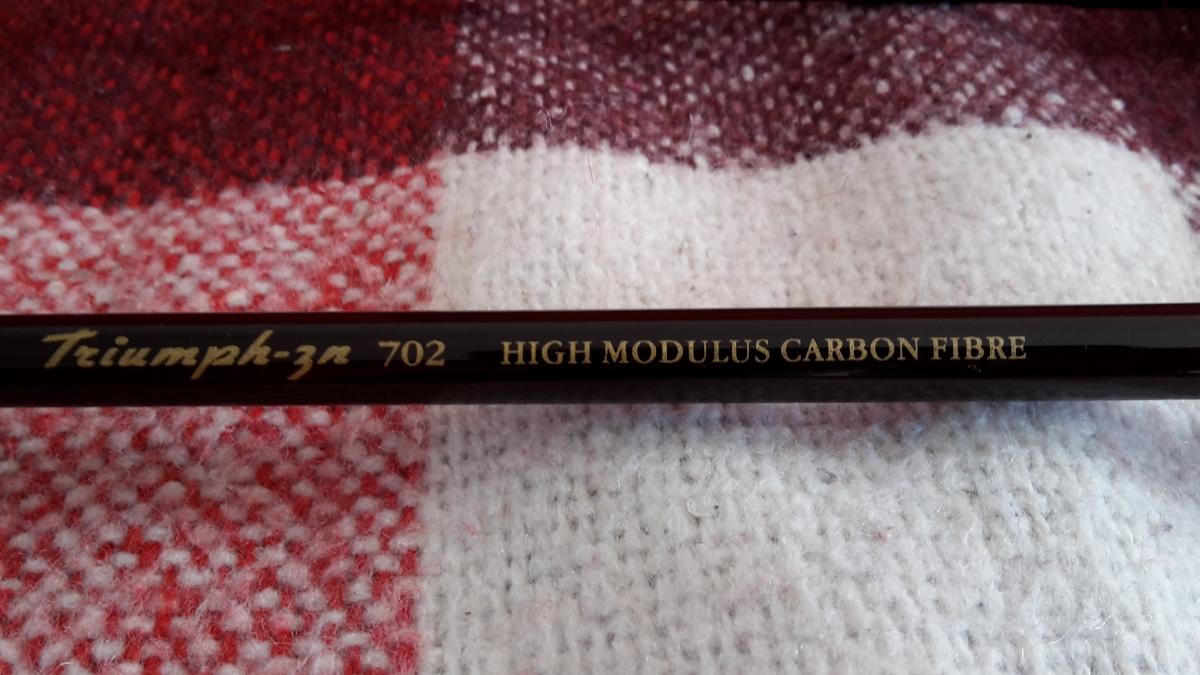 Triumph-zn 702 HIGH MODULUS CARBON FIBRE